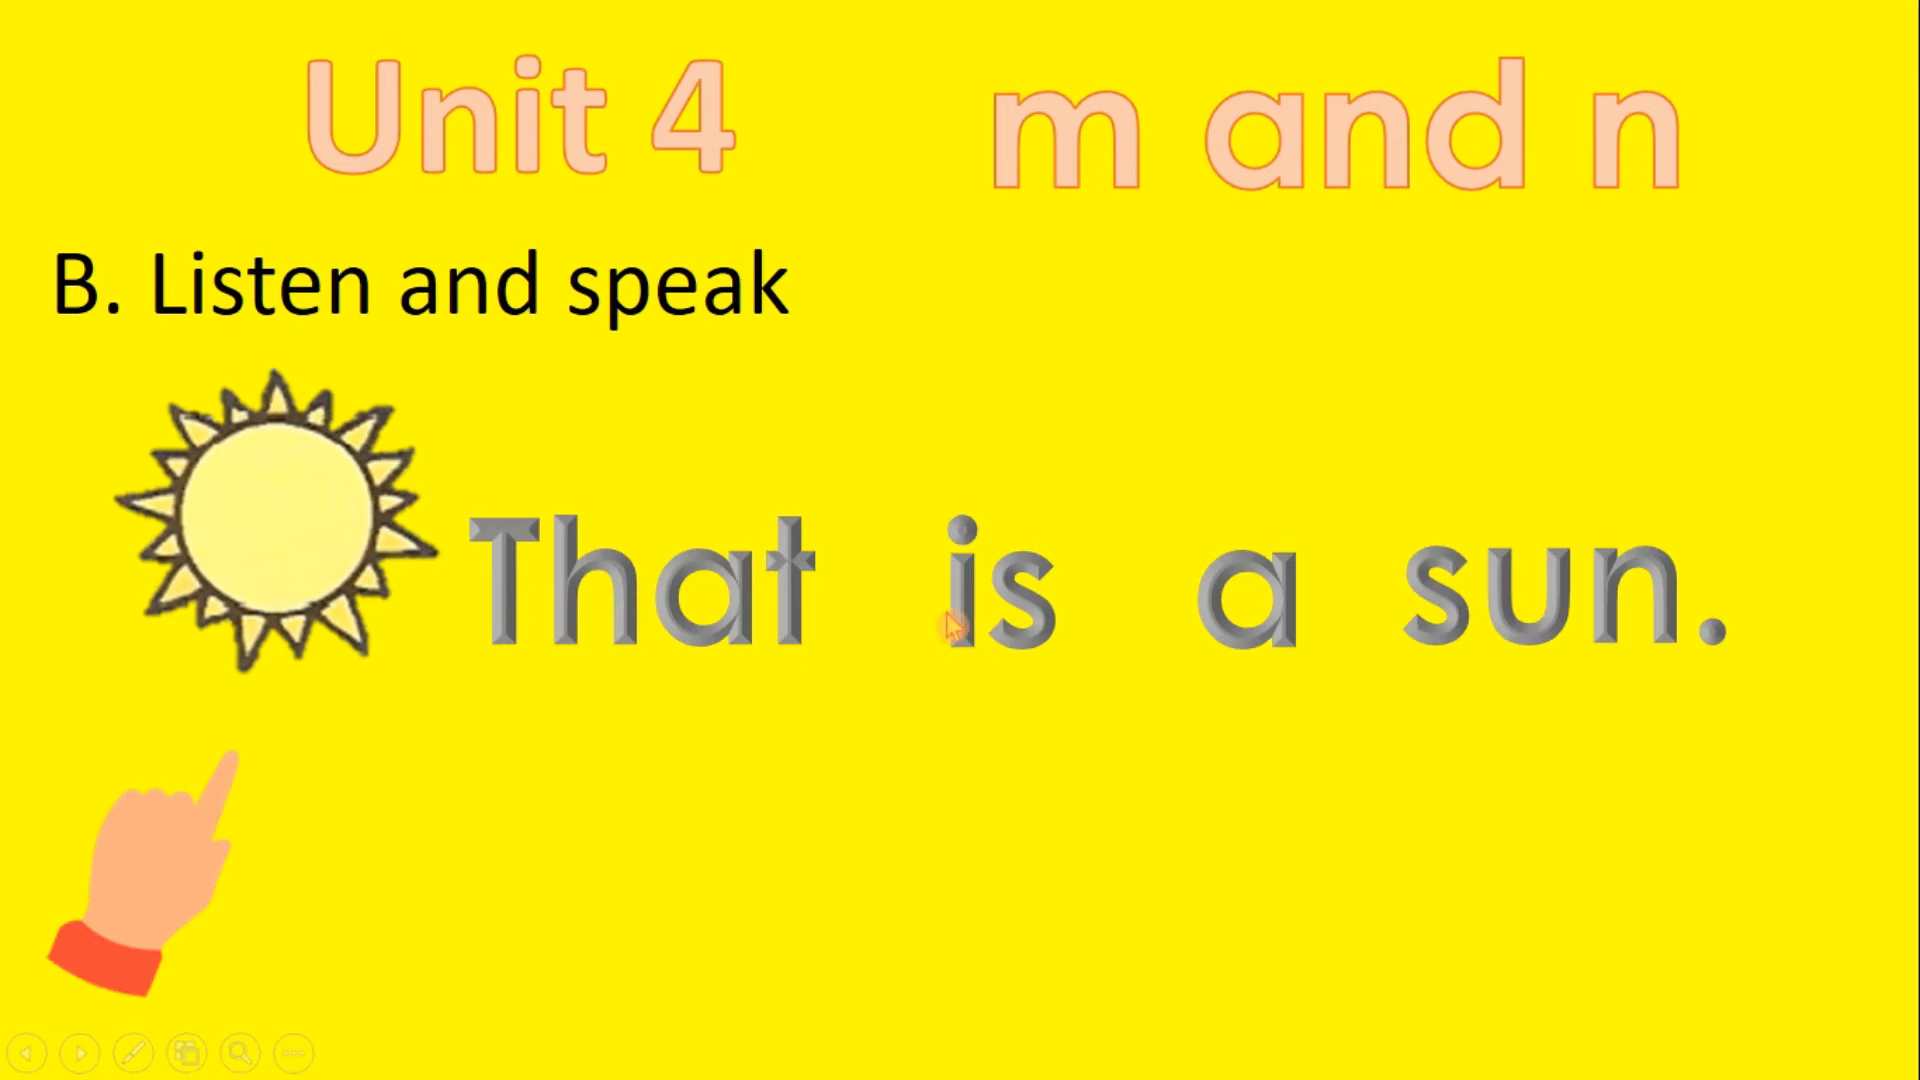 Unit 4 m and n
B. Listen and speak
That is a sun.